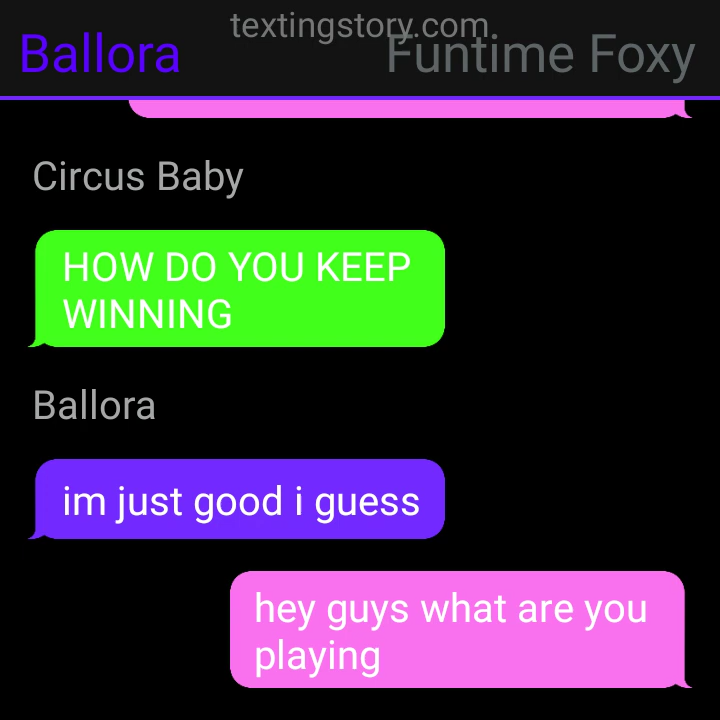 textingstory.com
Ballora
Funtime Foxy
Circus Baby
HOW DO YOU KEEP
WINNING
Ballora
im just good i guess
hey guys what are you
playing